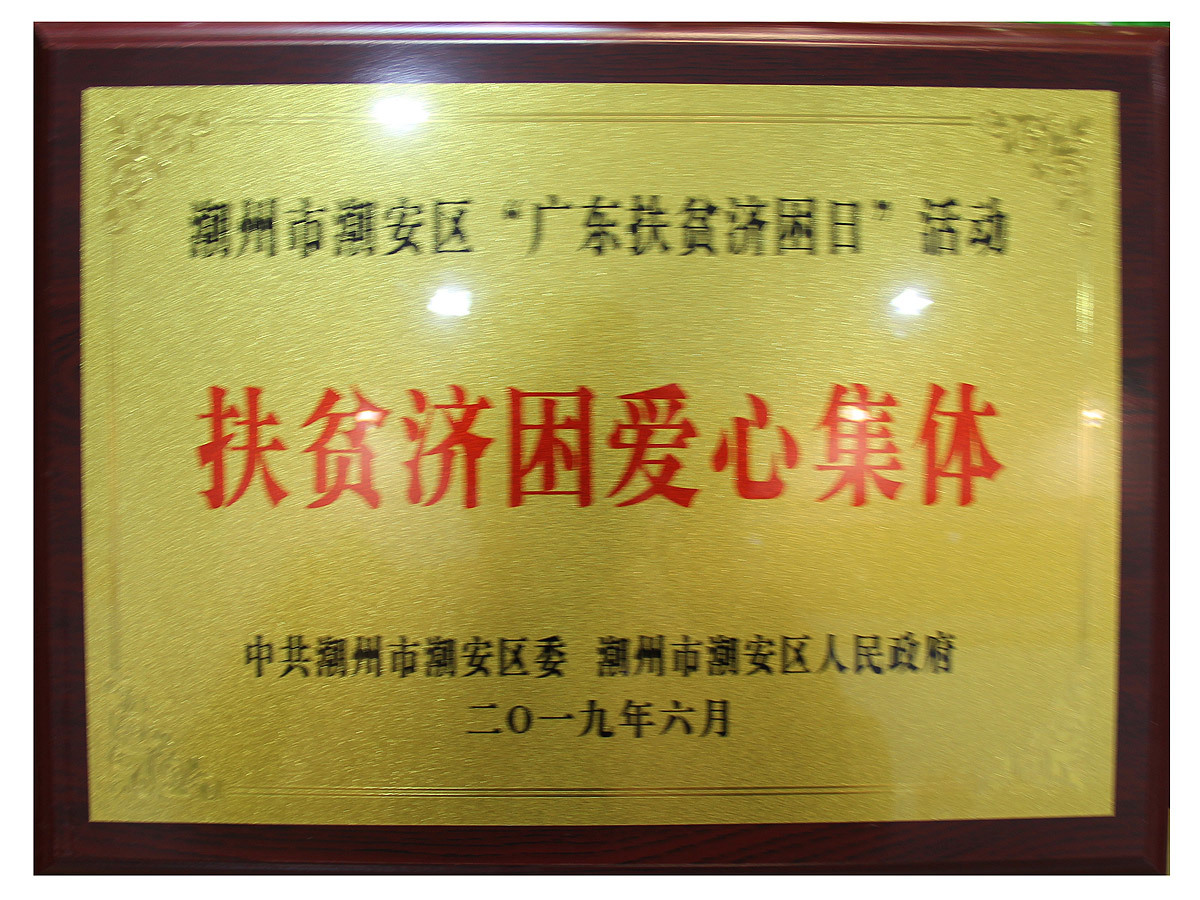 潮州市潮安区“广东扶贫济困日”活动
扶贫济困爱心集体
中共潮州市潮安区委 潮州市潮安区人民政府
二〇一九年六月